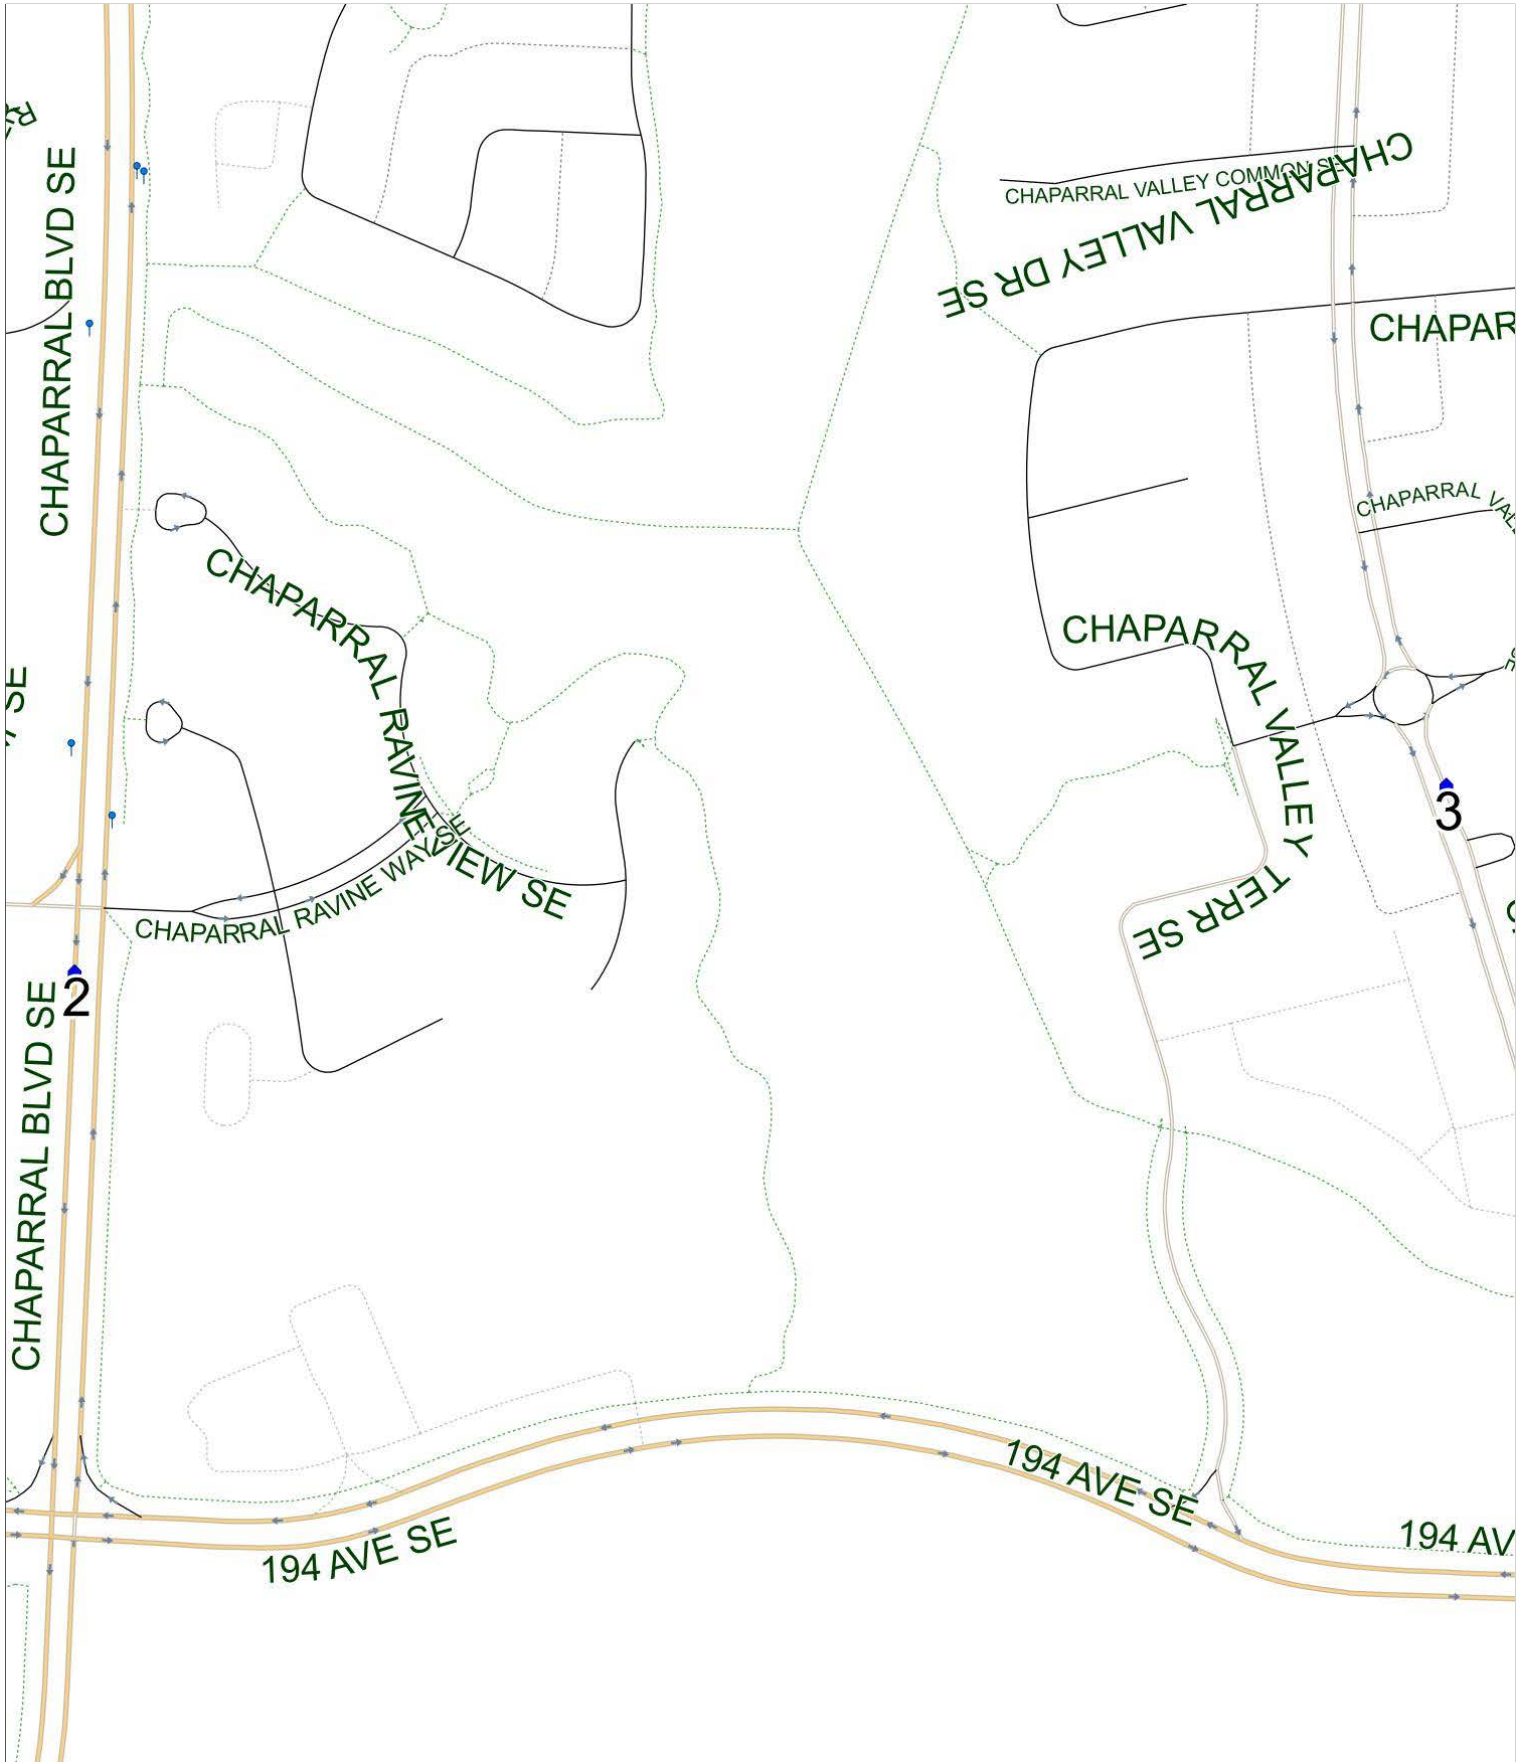 CHAPARRAL BLVD SE
CHAPARRAL VALLEY COMMON SE
CHAPARRAL VALLEY DR SE
CHAPAR
CHAPARRAL VAL
CHAPARRAL RAVINE VIEW SE
CHAPARRAL VALLEY TERR SE
SE
3
CHAPARRAL RAVINE WAY SE
2
CHAPARRAL BLVD SE
194 AVE SE
194 AVE SE
194 AV